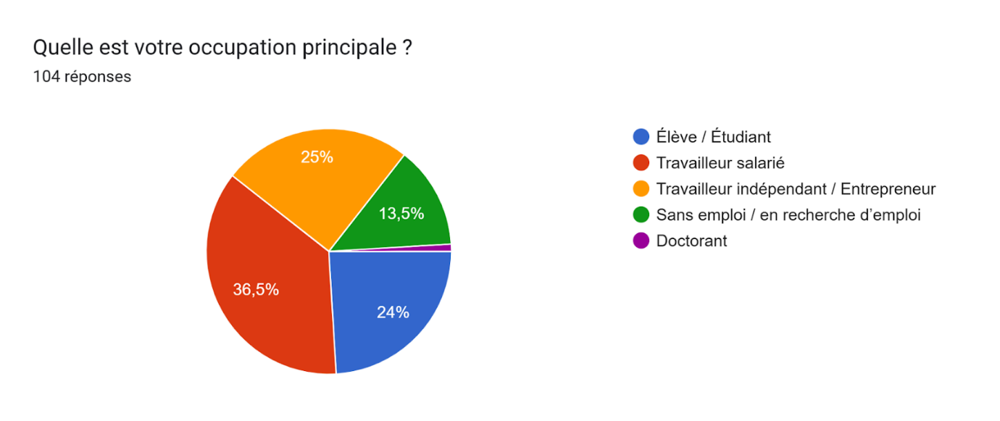 Quelle est votre occupation principale ?
104 réponses
25%
13,5%
36,5%
24%
Élève / Étudiant
Travailleur salarié
Travailleur indépendant / Entrepreneur
Sans emploi / en recherche d’emploi
Doctorant